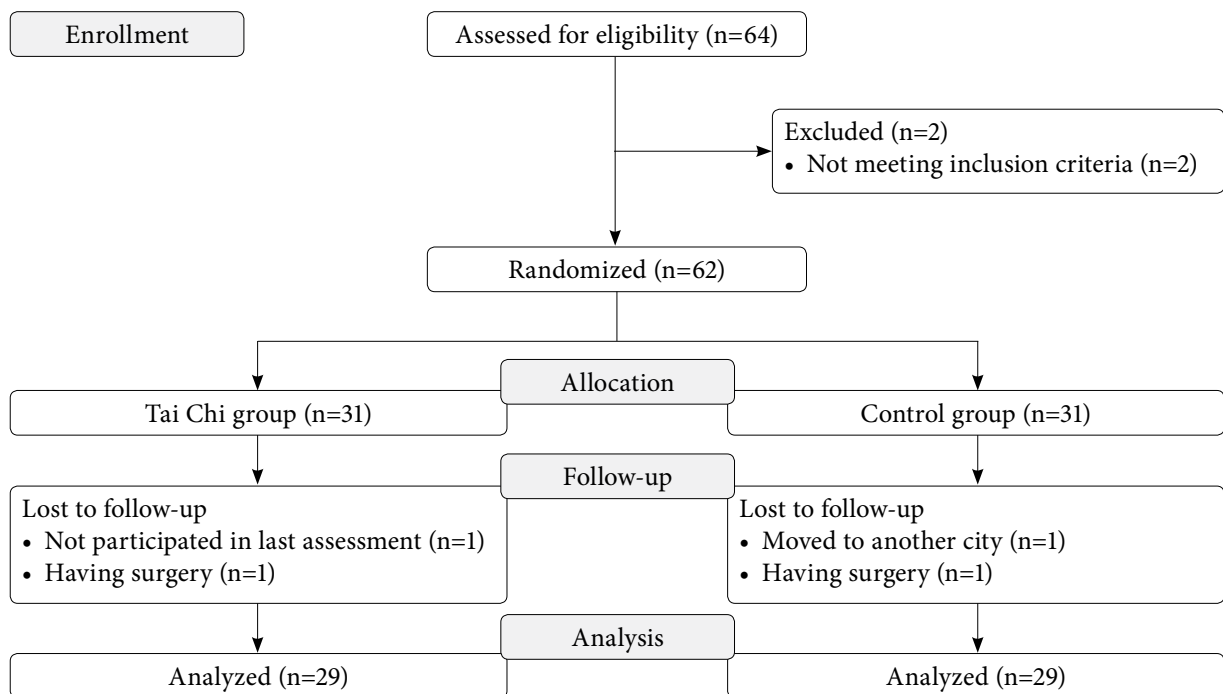 Enrollment
Assessed for eligibility (n=64)
Excluded (n=2)
• Not meeting inclusion criteria (n=2)
Randomized (n=62)
Allocation
Tai Chi group (n=31)
Control group (n=31)
Follow-up
Lost to follow-up
• Not participated in last assessment (n=1)
• Having surgery (n=1)
Lost to follow-up
• Moved to another city (n=1)
• Having surgery (n=1)
Analysis
Analyzed (n=29)
Analyzed (n=29)